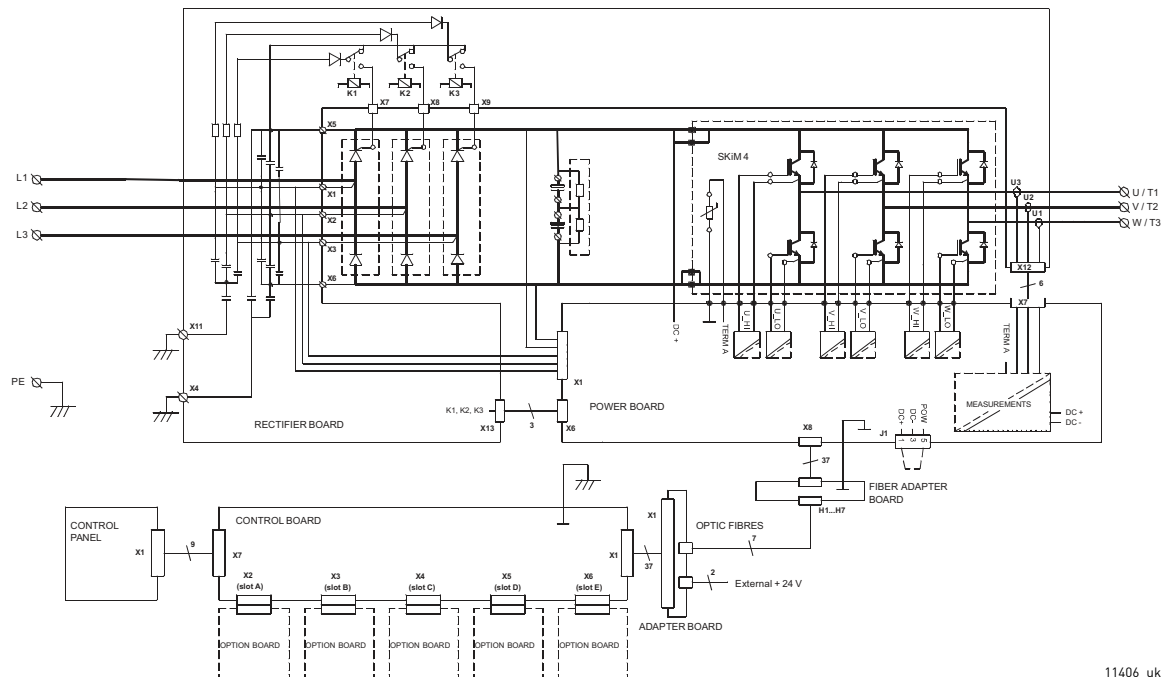 K1
K2
K3
X7
X8
X9
X5
SKiM 4
L1
L2
L3
X1
X2
X3
X6
U3
U2
U1
U / T1
V / T2
W / T3
X12
6
X7
X11
DC +
TERM A
U_HI
U_LO
V_HI
V_LO
W_HI
W_LO
TERM A
PE
X4
X1
MEASUREMENTS
DC +
DC -
K1, K2, K3
X13
3
X6
POWER BOARD
RECTIFIER BOARD
X8
J1
DC+
DC-
POW
1
3
5
37
FIBER ADAPTER
BOARD
H1...H7
CONTROL
PANEL
X1
9
X7
CONTROL BOARD
X1
37
X1
OPTIC FIBRES
7
2
External + 24 V
ADAPTER BOARD
X2
(slot A)
X3
(slot B)
X4
(slot C)
X5
(slot D)
X6
(slot E)
OPTION BOARD
OPTION BOARD
OPTION BOARD
OPTION BOARD
OPTION BOARD
11406_uk